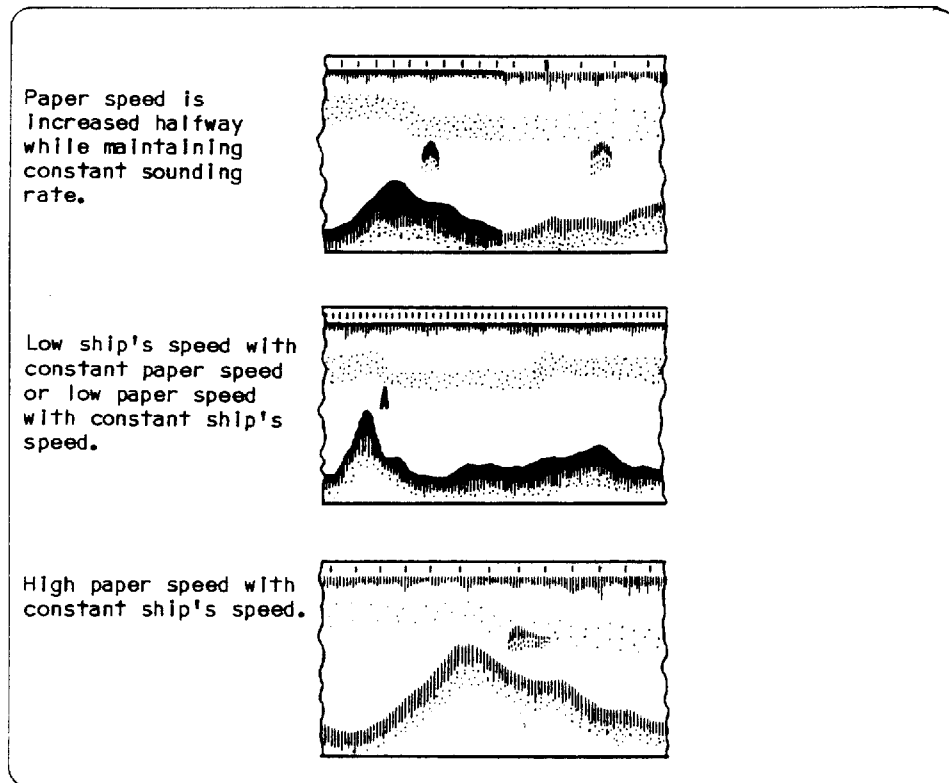 Paper speed is
increased halfway
while maintaining
constant sounding
rate.
Low ship's speed with
constant paper speed
or low paper speed
with constant ship's
speed.
High paper speed with
constant ship's speed.